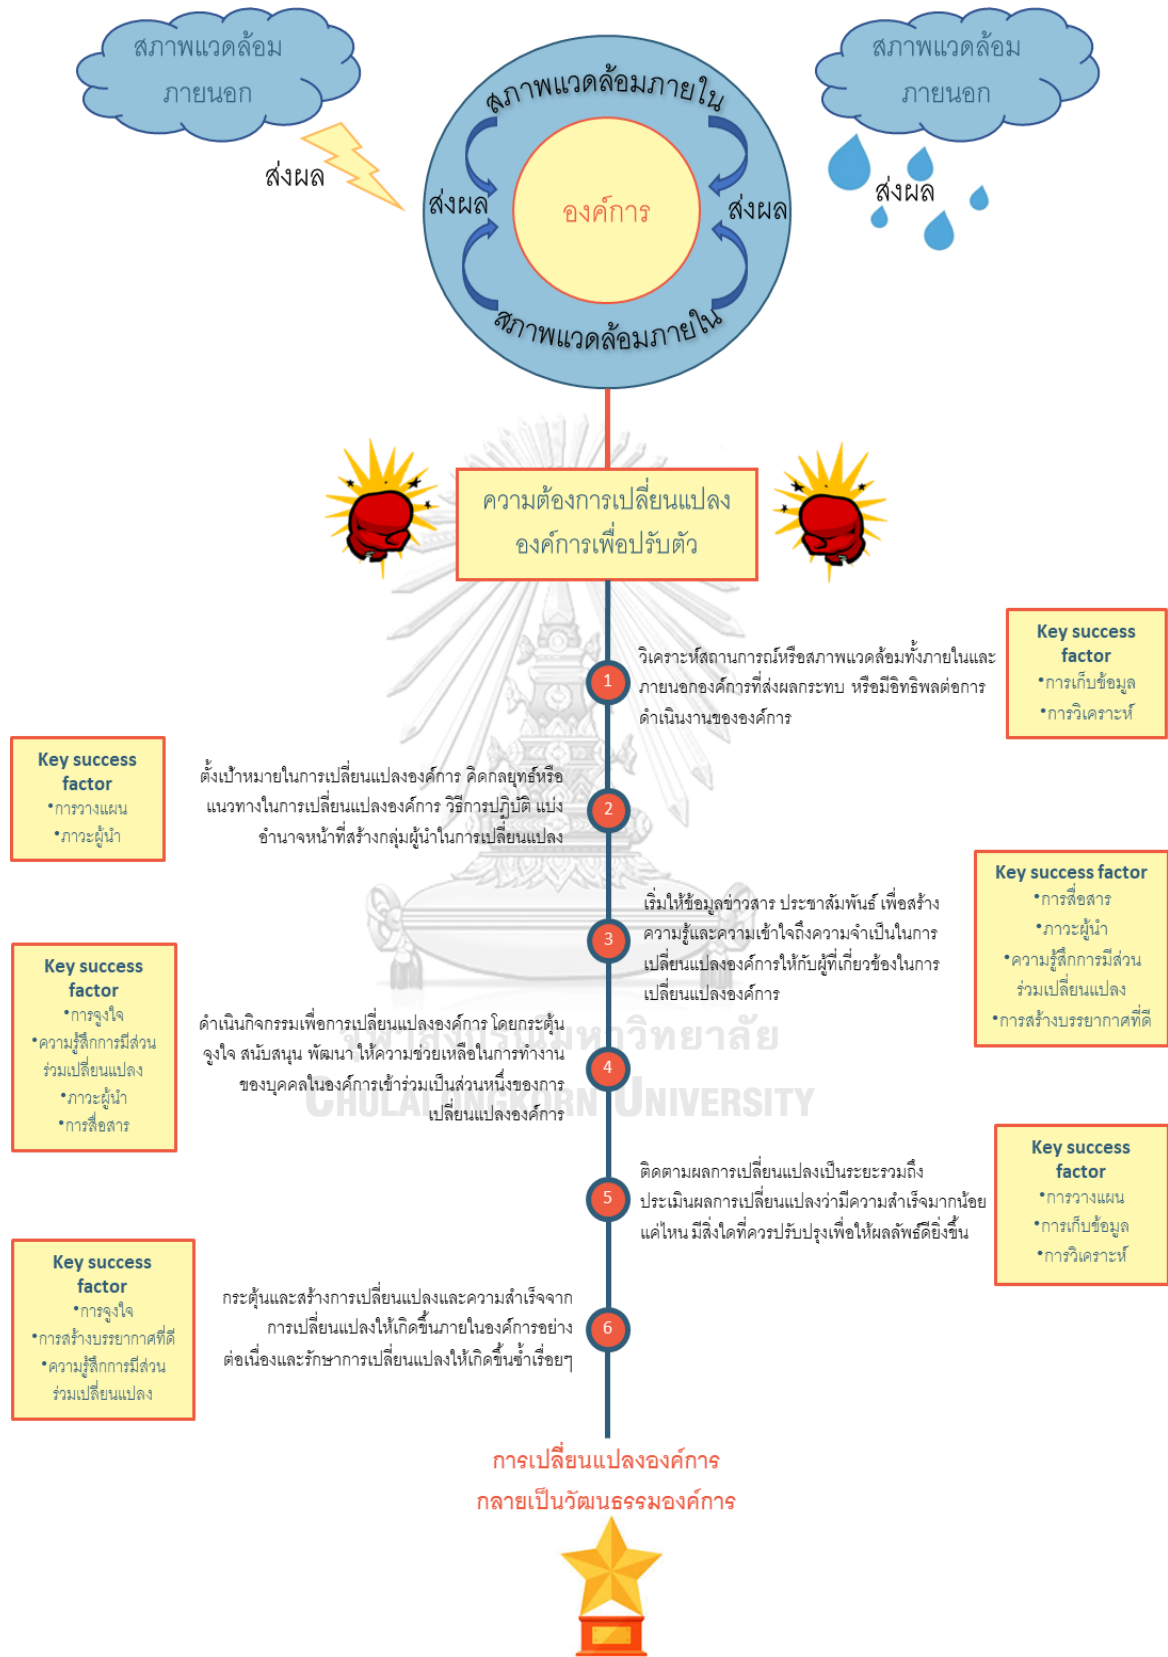 สภาพแวดล้อม
ภายนอก
ส่งผล
สภาพแวดล้อมภายใน
ส่งผล
องค์การ
ส่งผล
สภาพแวดล้อมภายใน
สภาพแวดล้อม
ภายนอก
ส่งผล
ความต้องการเปลี่ยนแปลง
องค์การเพื่อปรับตัว
1
วิเคราะห์สถานการณ์หรือสภาพแวดล้อมทั้งภายในและ
ภายนอกองค์การที่ส่งผลกระทบ หรือมีอิทธิพลต่อการ
ดำเนินงานขององค์การ
Key success
factor
•การเก็บข้อมูล
•การวิเคราะห์
Key success
factor
•การวางแผน
•ภาวะผู้นำ
ตั้งเป้าหมายในการเปลี่ยนแปลงองค์การ คิดกลยุทธ์หรือ
แนวทางในการเปลี่ยนแปลงองค์การ วิธีการปฏิบัติ แบ่ง
อำนาจหน้าที่สร้างกลุ่มผู้นำในการเปลี่ยนแปลง
2
3
เริ่มให้ข้อมูลข่าวสาร ประชาสัมพันธ์ เพื่อสร้าง
ความรู้และความเข้าใจถึงความจำเป็นในการ
เปลี่ยนแปลงองค์การให้กับผู้ที่เกี่ยวข้องในการ
เปลี่ยนแปลงองค์การ
Key success factor
•การสื่อสาร
•ภาวะผู้นำ
•ความรู้สึกการมีส่วน
ร่วมเปลี่ยนแปลง
•การสร้างบรรยากาศที่ดี
Key success
factor
•การจูงใจ
•ความรู้สึกการมีส่วน
ร่วมเปลี่ยนแปลง
•ภาวะผู้นำ
•การสื่อสาร
ดำเนินกิจกรรมเพื่อการเปลี่ยนแปลงองค์การ โดยกระตุ้น
จูงใจ สนับสนุน พัฒนา ให้ความช่วยเหลือในการทำงาน
ของบุคคลในองค์การเข้าร่วมเป็นส่วนหนึ่งของการ
เปลี่ยนแปลงองค์การ
4
จุฬาลงกรณ์มหาวิทยาลัย
CHULALONGKORN UNIVERSITY
5
ติดตามผลการเปลี่ยนแปลงเป็นระยะรวมถึง
ประเมินผลการเปลี่ยนแปลงว่ามีความสำเร็จมากน้อย
แค่ไหน มีสิ่งใดที่ควรปรับปรุงเพื่อให้ผลลัพธ์ดียิ่งขึ้น
Key success
factor
•การวางแผน
•การเก็บข้อมูล
•การวิเคราะห์
Key success
factor
•การจูงใจ
•การสร้างบรรยากาศที่ดี
•ความรู้สึกการมีส่วน
ร่วมเปลี่ยนแปลง
กระตุ้นและสร้างการเปลี่ยนแปลงและความสำเร็จจาก
การเปลี่ยนแปลงให้เกิดขึ้นภายในองค์การอย่าง
ต่อเนื่องและรักษาการเปลี่ยนแปลงให้เกิดขึ้นซ้ำเรื่อยๆ
6
การเปลี่ยนแปลงองค์การ
กลายเป็นวัฒนธรรมองค์การ